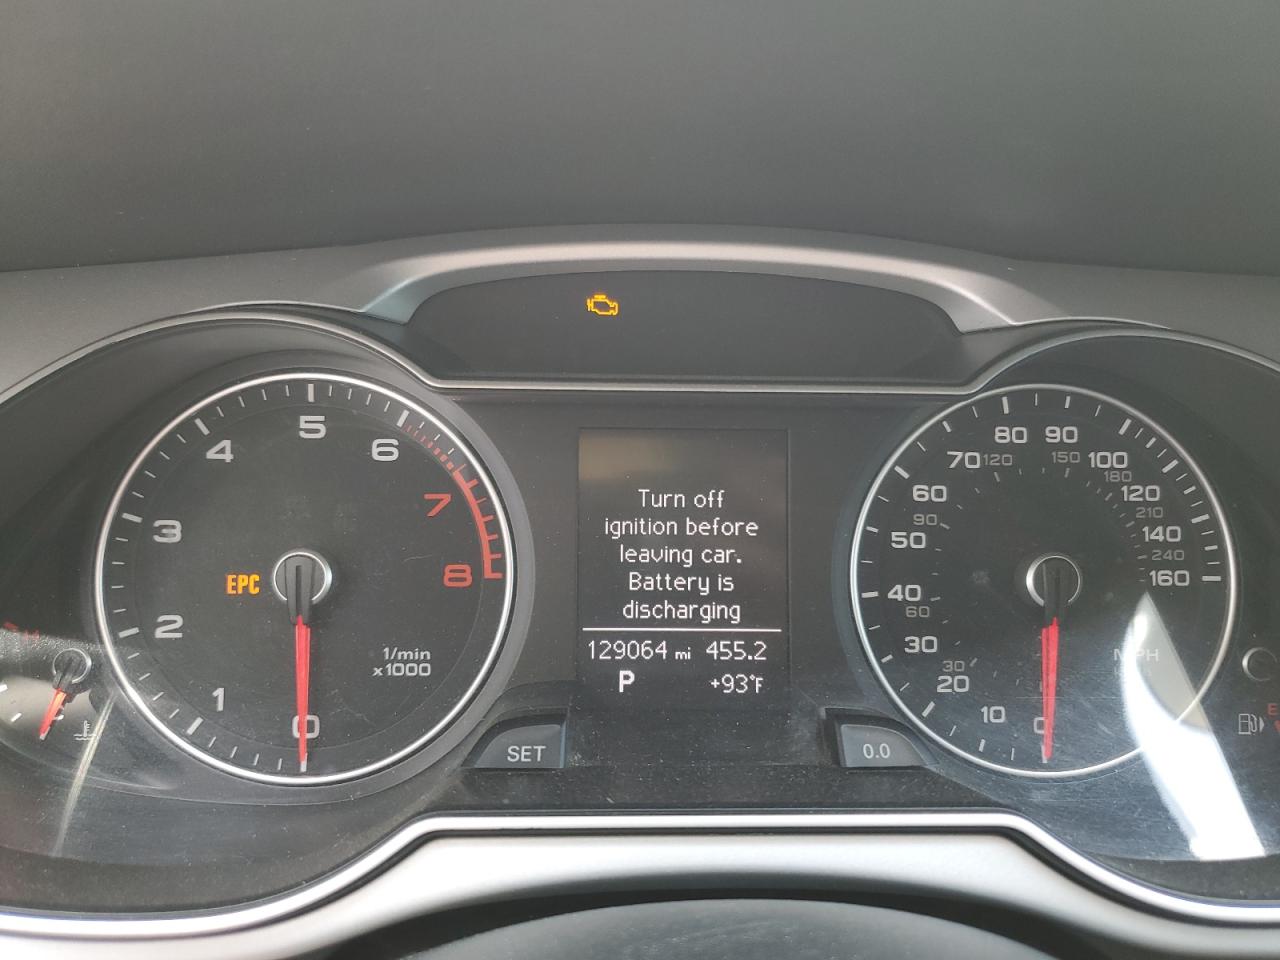 5
4
6
3
7
EPC
8
2
1/min
x1000
1
0
Turn off
ignition before
leaving car.
Battery is
discharging
129064 mi 455.2
P +93°F
SET
0.0
80 90
70 120 150 100
180
60 120
90 210
50 140
240
40 160
60
30 MPH
30
20
10
0